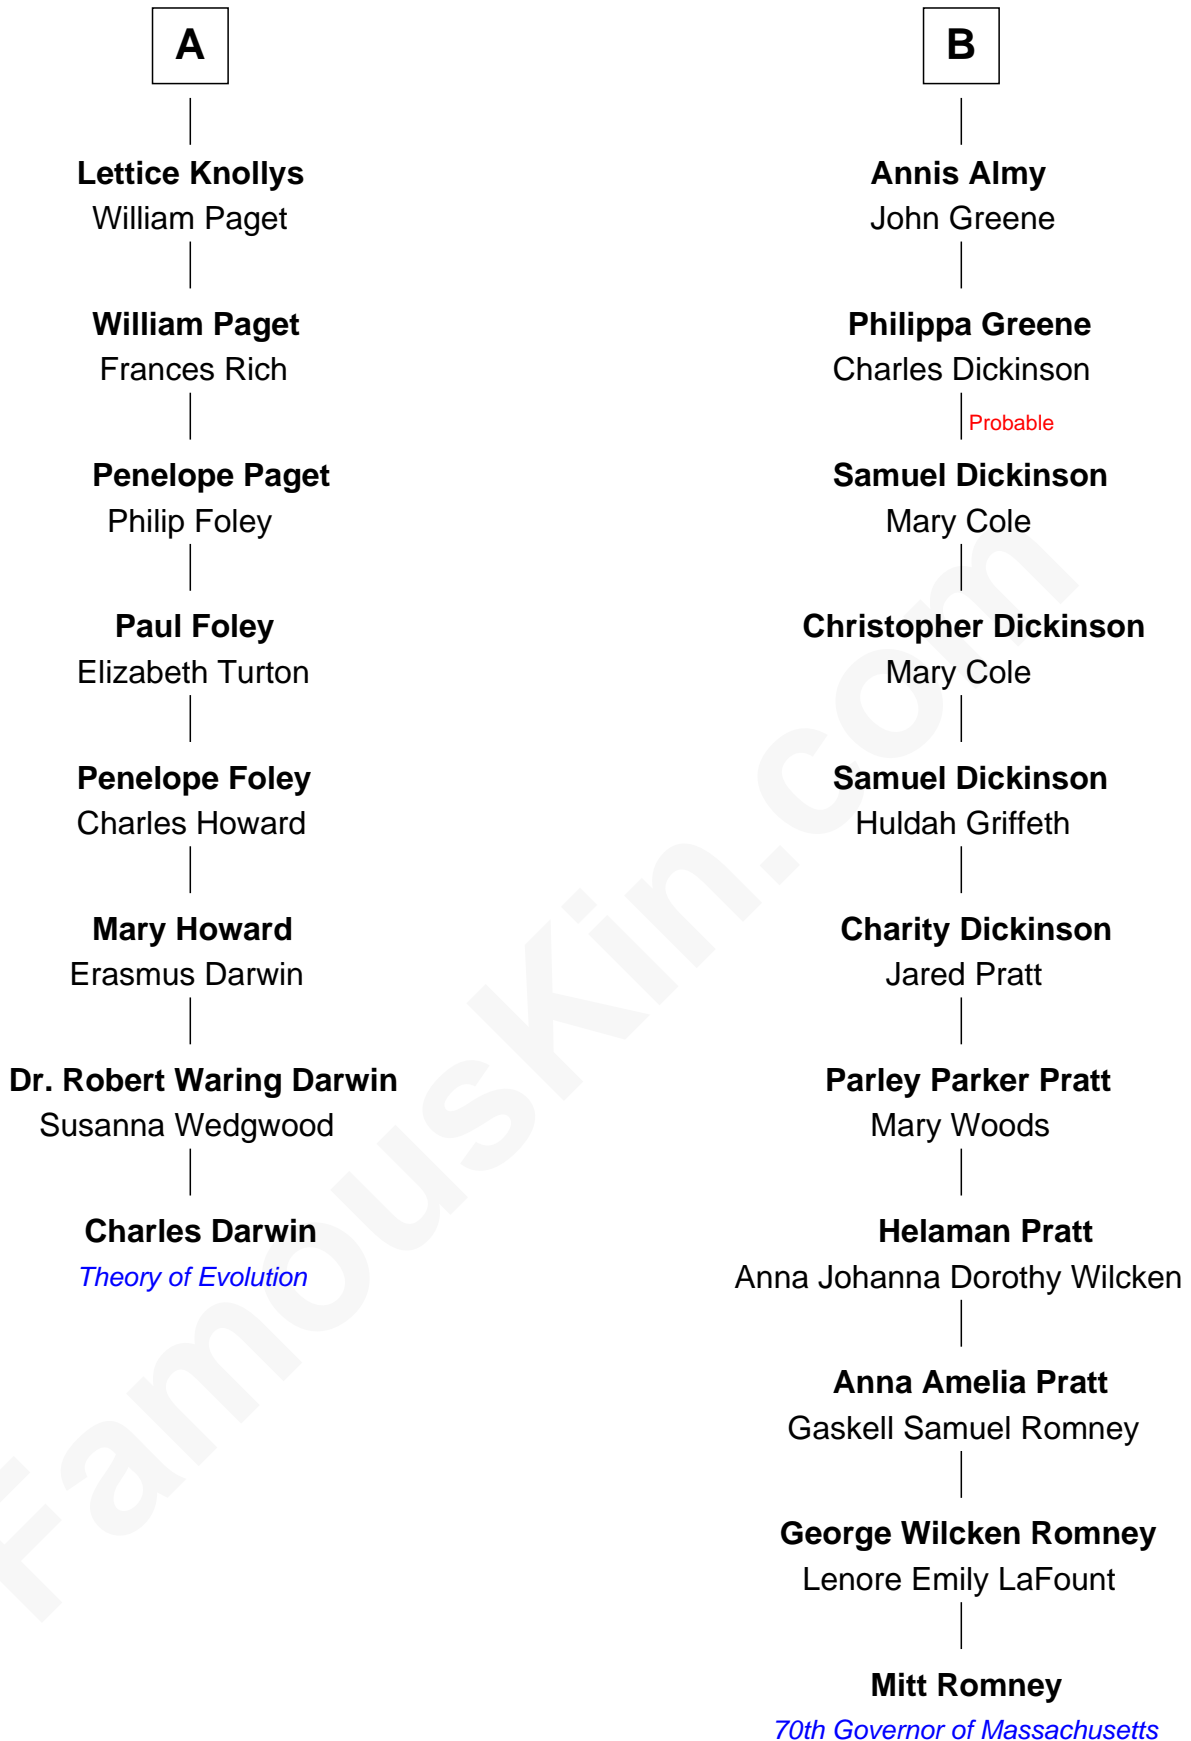 A
Lettice Knollys
William Paget
William Paget
Frances Rich
Penelope Paget
Philip Foley
Paul Foley
Elizabeth Turton
Penelope Foley
Charles Howard
Mary Howard
Erasmus Darwin
Dr. Robert Waring Darwin
Susanna Wedgwood
Charles Darwin
Theory of Evolution
B
Annis Almy
John Greene
Philippa Greene
Charles Dickinson
Probable
Samuel Dickinson
Mary Cole
Christopher Dickinson
Mary Cole
Samuel Dickinson
Huldah Griffeth
Charity Dickinson
Jared Pratt
Parley Parker Pratt
Mary Woods
Helaman Pratt
Anna Johanna Dorothy Wilcken
Anna Amelia Pratt
Gaskell Samuel Romney
George Wilcken Romney
Lenore Emily LaFount
Mitt Romney
70th Governor of Massachusetts
FamousKin.com